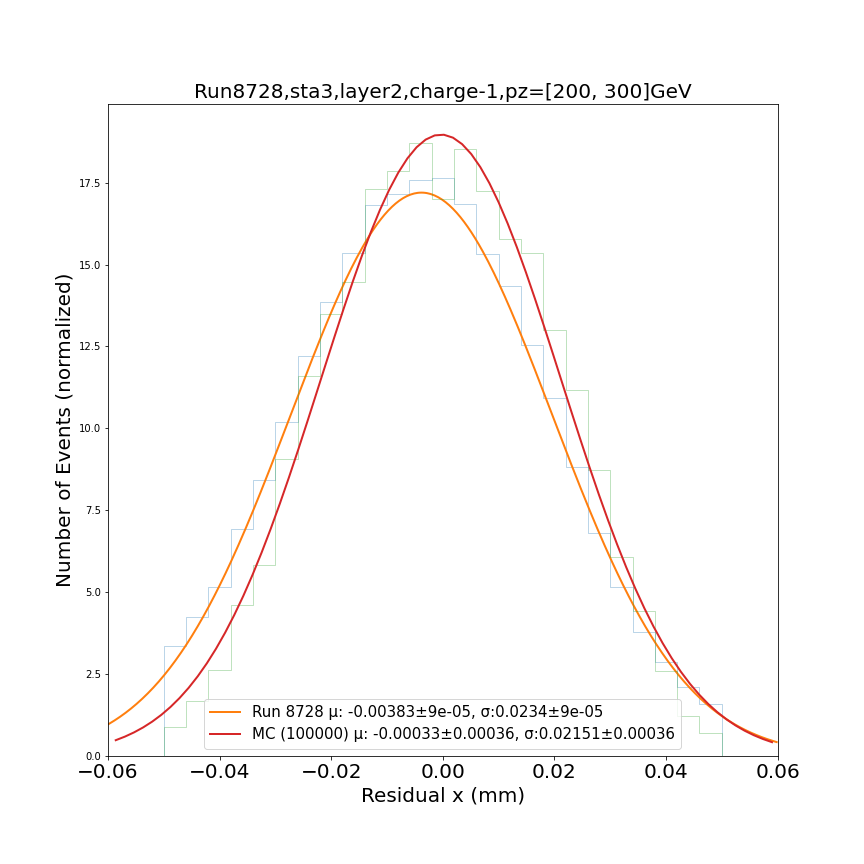 Run8728,sta3,layer2,charge-1,pz=[200, 300]GeV
Number of Events (normalized)
17.5
15.0
12.5
10.0
7.5
5.0
2.5
0.0
Run 8728 μ: -0.00383±9e-05, σ:0.0234±9e-05
MC (100000) μ: -0.00033±0.00036, σ:0.02151±0.00036
−0.06 −0.04 −0.02 0.00 0.02 0.04 0.06
Residual x (mm)